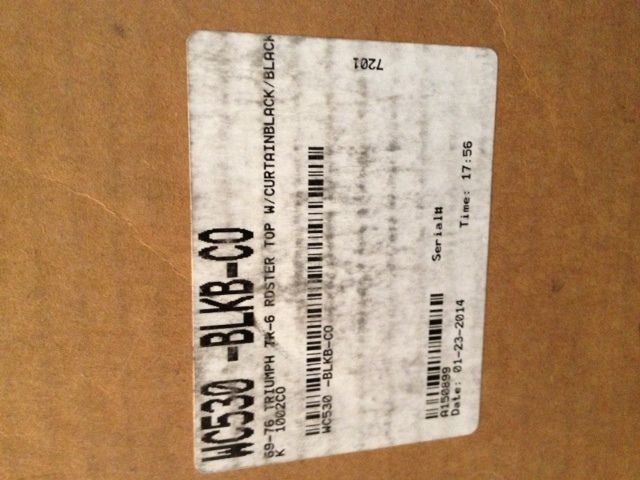 WC530 -BLKB-CO
69-76 TRIUMPH TR-6 RDSTER TOP W/CURTAINBLACK/BLACK
K 1002CO
WC530 -BLKB-CO
7201
A150899 Serial#
Date: 01-23-2014 Time: 17:56